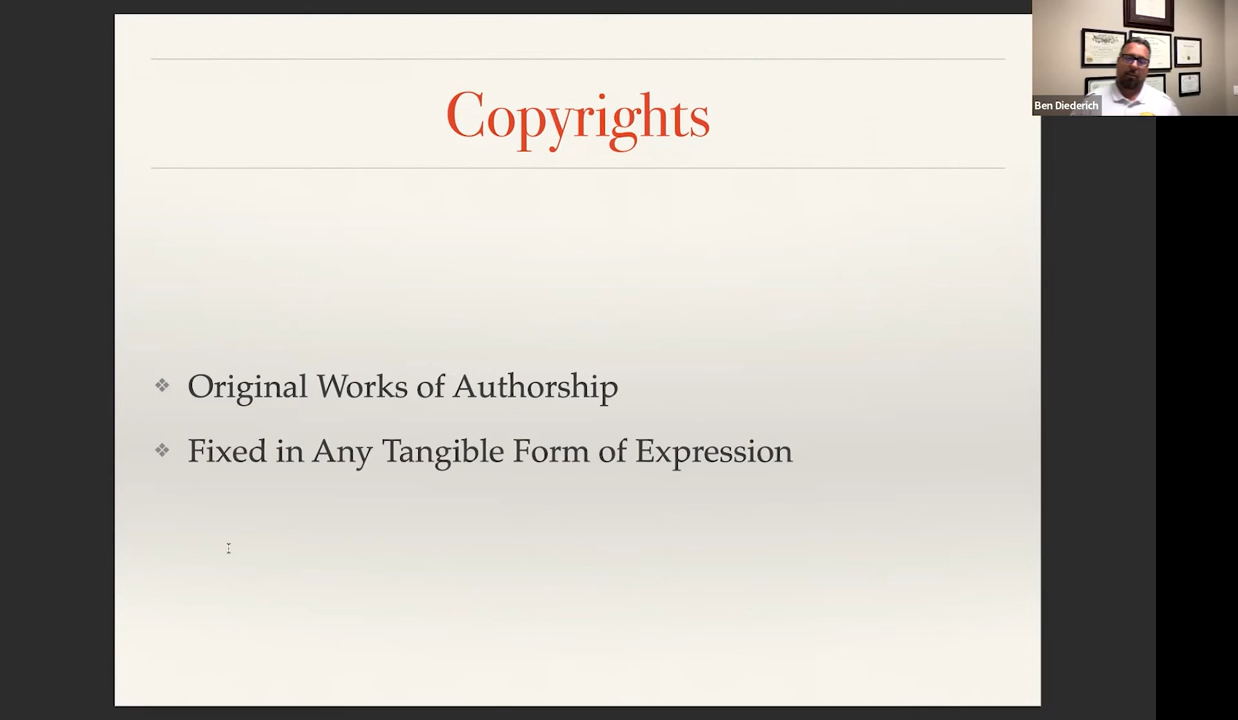 Copyrights
Ben Diederich
Original Works of Authorship
Fixed in Any Tangible Form of Expression